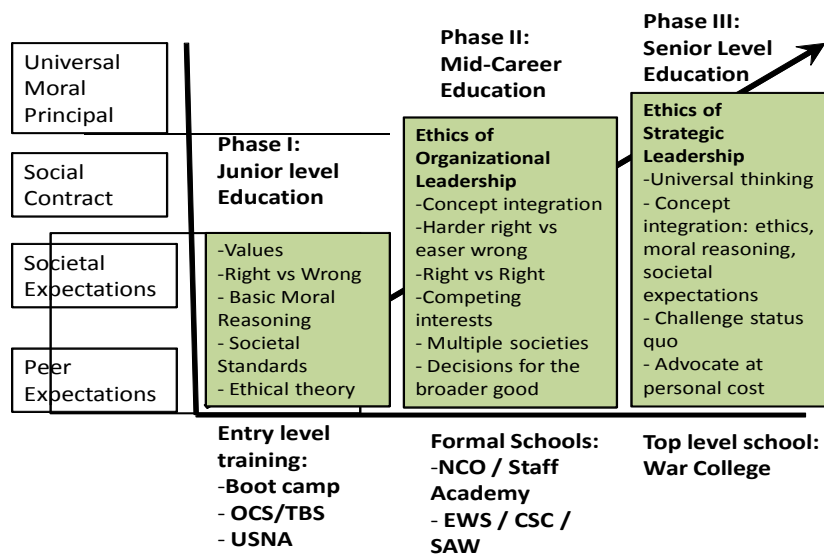 Universal
Moral
Principal
Social
Contract
Societal
Expectations
Peer
Expectations
Phase I:
Junior level
Education
-Values
-Right vs Wrong
- Basic Moral
Reasoning
- Societal
Standards
- Ethical theory
Entry level
training:
-Boot camp
- OCS/TBS
- USNA
Phase II:
Mid-Career
Education
Ethics of
Organizational
Leadership
-Concept integration
-Harder right vs
easer wrong
-Right vs Right
-Competing
interests
- Multiple societies
- Decisions for the
broader good
Formal Schools:
-NCO / Staff
Academy
- EWS / CSC /
SAW
Phase III:
Senior Level
Education
Ethics of
Strategic
Leadership
-Universal thinking
- Concept
integration: ethics,
moral reasoning,
societal
expectations
- Challenge status
quo
- Advocate at
personal cost
Top level school:
War College